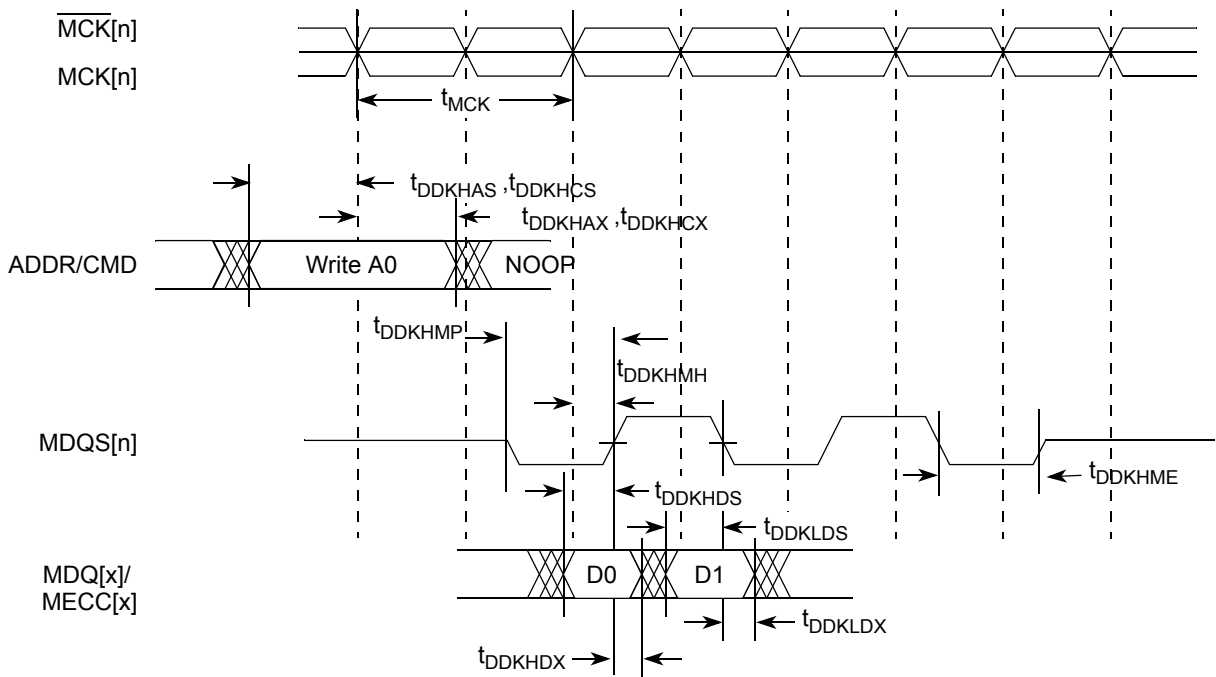 MCK[n]
MCK[n]
tMCK
tDDKHAS ,tDDKHCS
tDDKHAX ,tDDKHCX
ADDR/CMD
Write A0
NOOP
tDDKHMP
tDDKHMH
MDQS[n]
tDDKHME
tDDKHDS
tDDKLDS
MDQ[x]/
MECC[x]
D0
D1
tDDKLDX
tDDKHDX